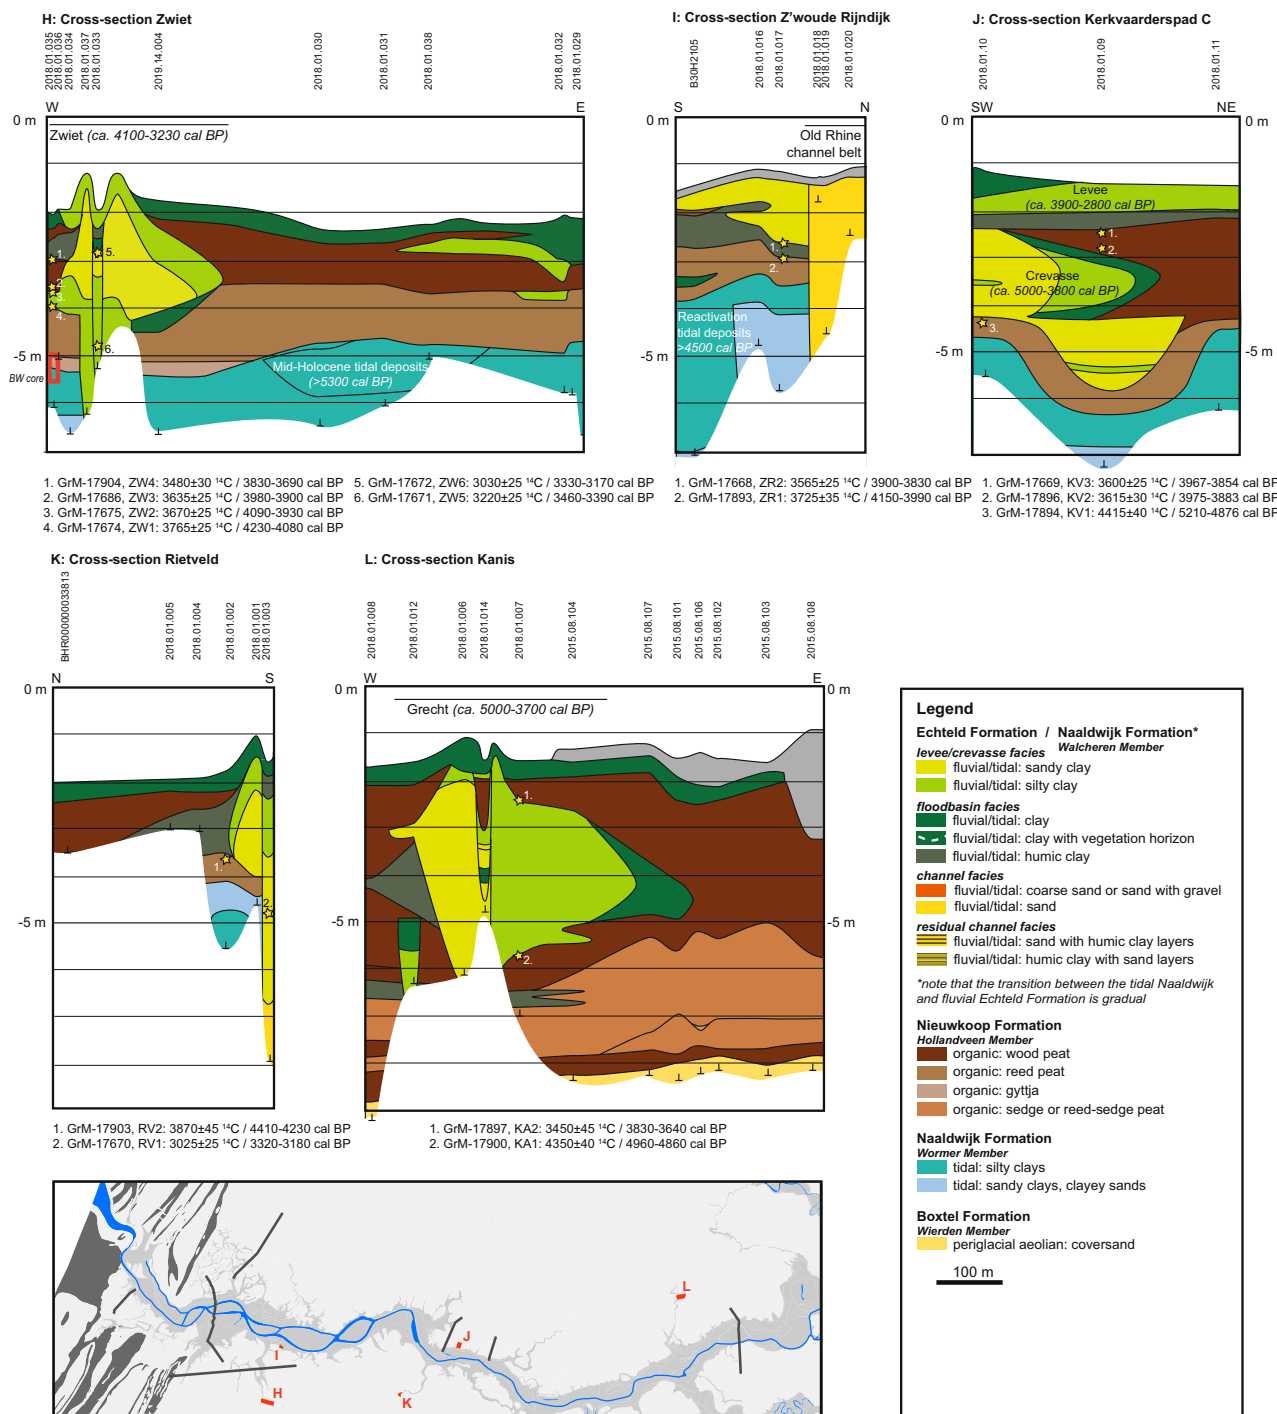 H: Cross-section Zwiet
2018.01.035
2018.01.036
2018.01.034
2018.01.037
2018.01.033
2019.14.004
2018.01.030
2018.01.031
2018.01.038
2018.01.032
2018.01.029
W
E
0 m
Zwiet (ca. 4100-3230 cal BP)
1.
2.
3.
4.
5.
6.
-5 m
BW core
Mid-Holocene tidal deposits
(>5300 cal BP)
1. GrM-17904, ZW4: 3480±30 ¹⁴C / 3830-3690 cal BP
2. GrM-17686, ZW3: 3635±25 ¹⁴C / 3980-3900 cal BP
3. GrM-17675, ZW2: 3670±25 ¹⁴C / 4090-3930 cal BP
4. GrM-17674, ZW1: 3765±25 ¹⁴C / 4230-4080 cal BP
5. GrM-17672, ZW6: 3030±25 ¹⁴C / 3330-3170 cal BP
6. GrM-17671, ZW5: 3220±25 ¹⁴C / 3460-3390 cal BP
I: Cross-section Z'woude Rijndijk
B30H2105
2018.01.016
2018.01.017
2018.01.018
2018.01.019
2018.01.020
S
N
0 m
Old Rhine
channel belt
1.
2.
Reactivation
tidal deposits
>4500 cal BP
-5 m
1. GrM-17668, ZR2: 3565±25 ¹⁴C / 3900-3830 cal BP
2. GrM-17893, ZR1: 3725±35 ¹⁴C / 4150-3990 cal BP
J: Cross-section Kerkvaarderspad C
2018.01.10
2018.01.09
2018.01.11
SW
NE
0 m
0 m
Levee
(ca. 3900-2800 cal BP)
1.
2.
Crevasse
(ca. 5000-3800 cal BP)
3.
-5 m
-5 m
1. GrM-17669, KV3: 3600±25 ¹⁴C / 3967-3854 cal BP
2. GrM-17896, KV2: 3615±30 ¹⁴C / 3975-3883 cal BP
3. GrM-17894, KV1: 4415±40 ¹⁴C / 5210-4876 cal BP
K: Cross-section Rietveld
BHR00000033813
2018.01.005
2018.01.004
2018.01.002
2018.01.001
2018.01.003
N
S
0 m
1.
2.
-5 m
1. GrM-17903, RV2: 3870±45 ¹⁴C / 4410-4230 cal BP
2. GrM-17670, RV1: 3025±25 ¹⁴C / 3320-3180 cal BP
L: Cross-section Kanis
2018.01.008
2018.01.012
2018.01.006
2018.01.014
2018.01.007
2015.08.104
2015.08.107
2015.08.101
2015.08.106
2015.08.102
2015.08.103
2015.08.108
W
E
0 m
0 m
Grecht (ca. 5000-3700 cal BP)
1.
2.
-5 m
-5 m
1. GrM-17897, KA2: 3450±45 ¹⁴C / 3830-3640 cal BP
2. GrM-17900, KA1: 4350±40 ¹⁴C / 4960-4860 cal BP
Legend
Echteld Formation / Naaldwijk Formation*
Walcheren Member
levee/crevasse facies
fluvial/tidal: sandy clay
fluvial/tidal: silty clay
floodbasin facies
fluvial/tidal: clay
fluvial/tidal: clay with vegetation horizon
fluvial/tidal: humic clay
channel facies
fluvial/tidal: coarse sand or sand with gravel
fluvial/tidal: sand
residual channel facies
fluvial/tidal: sand with humic clay layers
fluvial/tidal: humic clay with sand layers
*note that the transition between the tidal Naaldwijk
and fluvial Echteld Formation is gradual
Nieuwkoop Formation
Hollandveen Member
organic: wood peat
organic: reed peat
organic: gyttja
organic: sedge or reed-sedge peat
Naaldwijk Formation
Wormer Member
tidal: silty clays
tidal: sandy clays, clayey sands
Boxtel Formation
Wierden Member
periglacial aeolian: coversand
100 m
L
J
I
H
K